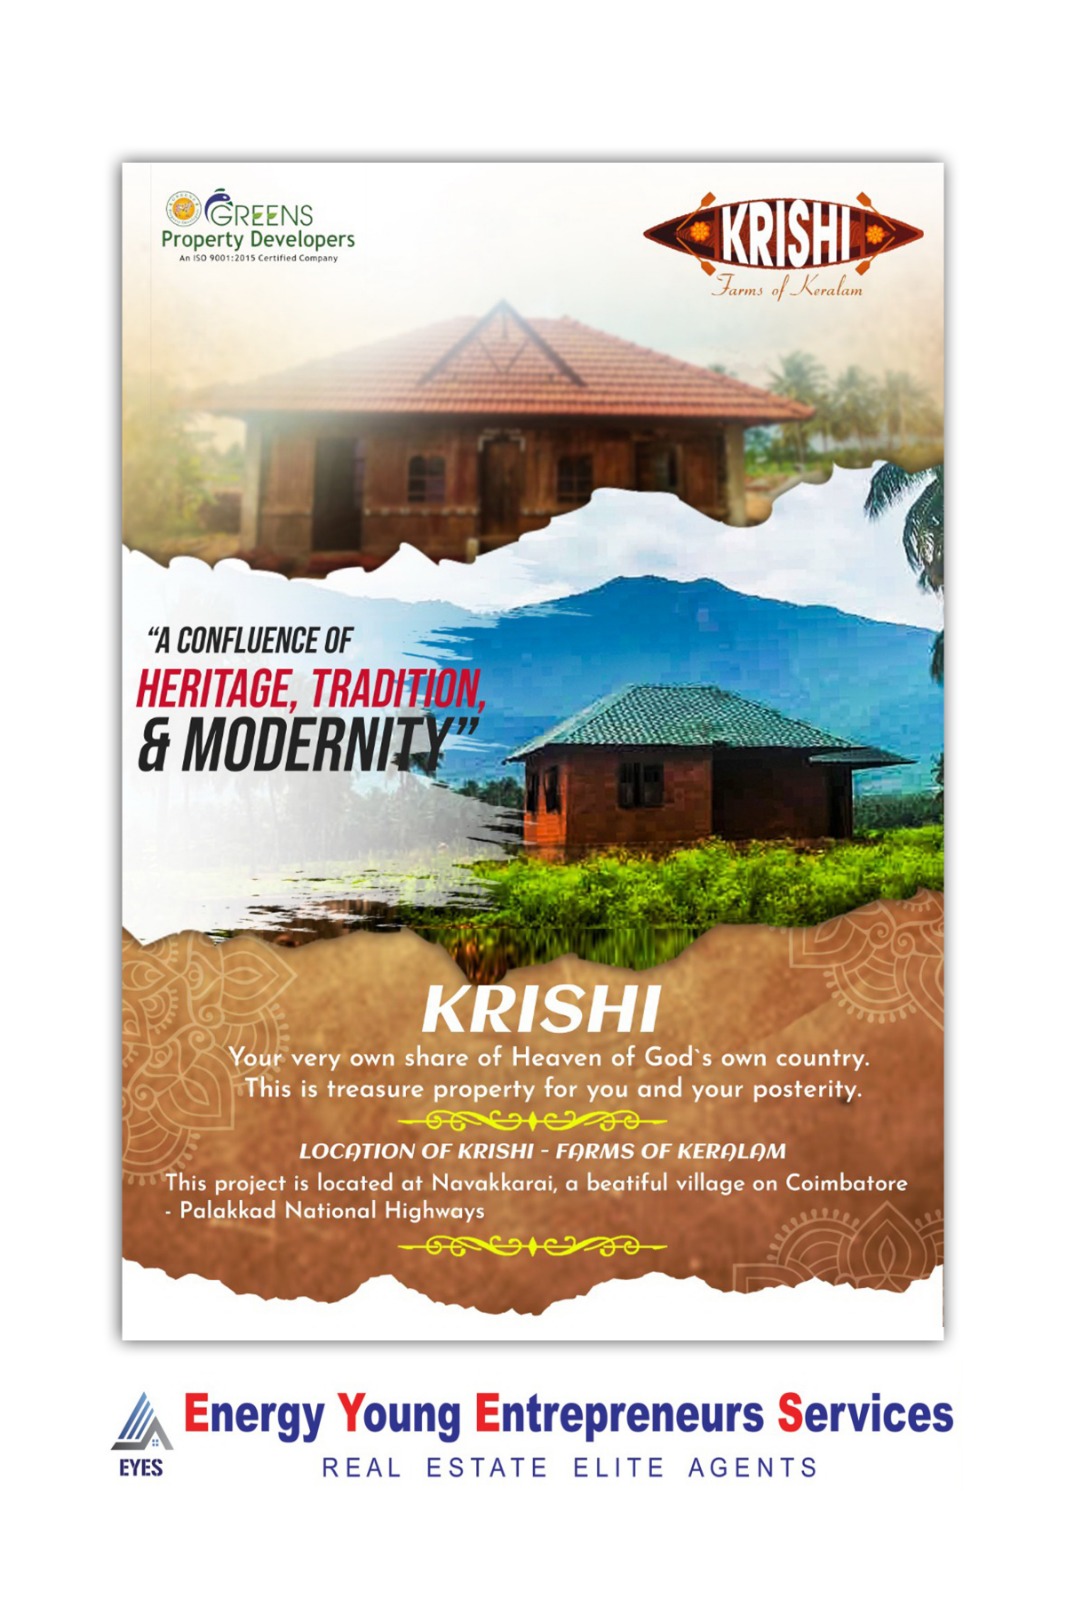 GREENS
Property Developers
An ISO 9001:2015 Certified Company
KRISHI
Farms of Keralam
“A CONFLUENCE OF
HERITAGE, TRADITION,
& MODERNITY”
KRISHI
Your very own share of Heaven of God`s own country.
This is treasure property for you and your posterity.
LOCATION OF KRISHI - FARMS OF KERALAM
This project is located at Navakkarai, a beatiful village on Coimbatore
- Palakkad National Highways
EYES
Energy Young Entrepreneurs Services
REAL ESTATE ELITE AGENTS